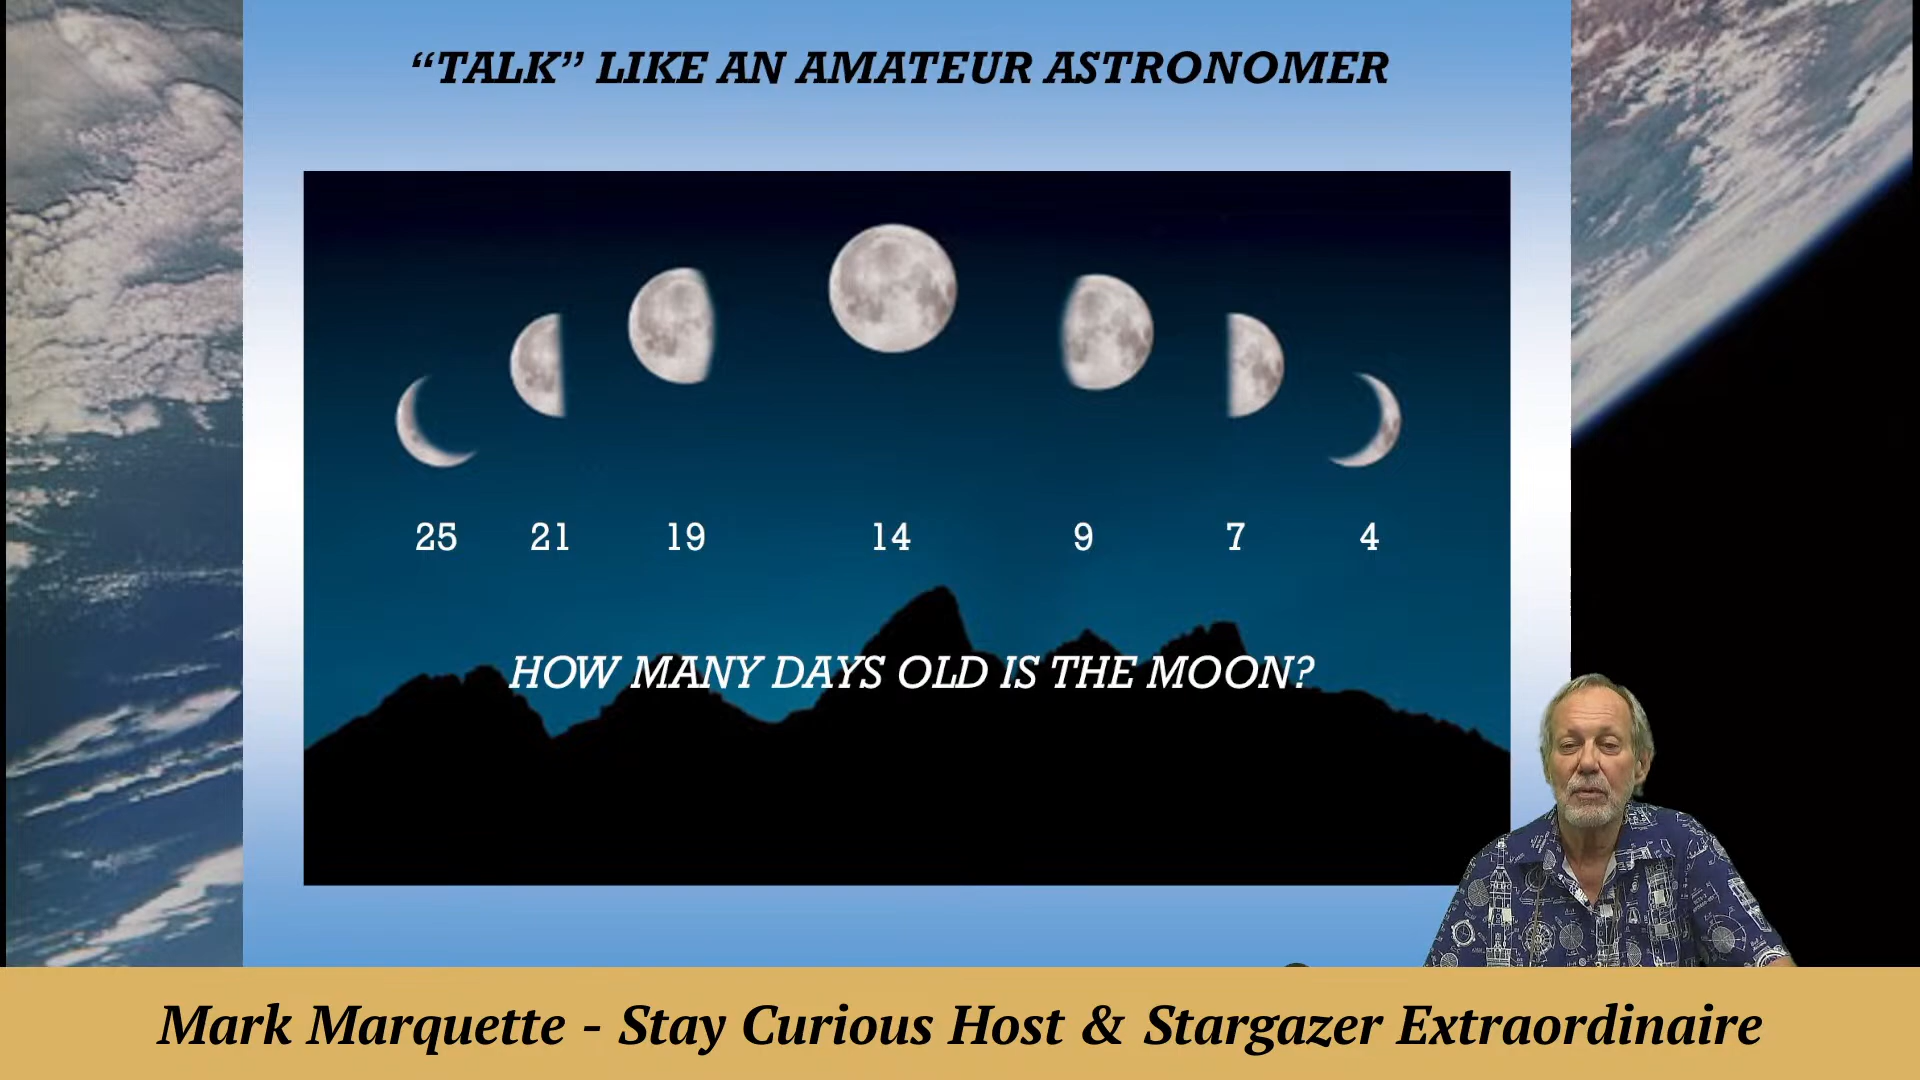 “TALK” LIKE AN AMATEUR ASTRONOMER
25 21 19 14 9 7 4
HOW MANY DAYS OLD IS THE MOON?
Mark Marquette - Stay Curious Host & Stargazer Extraordinaire